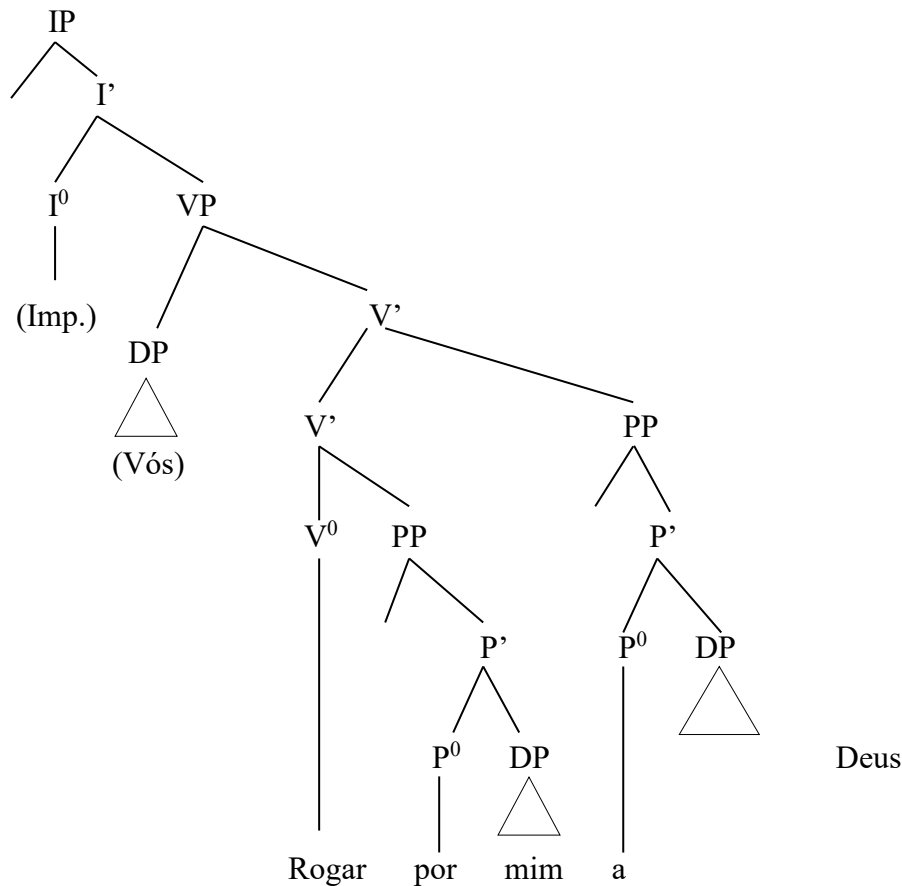 IP
I’
I⁰ VP
(Imp.)
V’
DP
(Vós)
V’ PP
V⁰ PP P’
P’ P⁰ DP
P⁰ DP Deus
Rogar por mim a